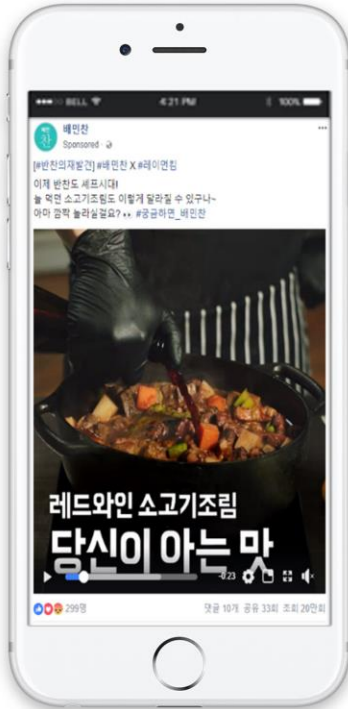 BELL 4:21 PM 100%
배민찬
Sponsored
[#반찬의재발견] #배민찬 X #레이먼킴
이제 반찬도 셰프시대!
늘 먹던 소고기조림도 이렇게 달라질 수 있구나~
아마 깜짝 놀라실걸요? #궁금하면_배민찬
레드와인 소고기조림
당신이 아는 맛
-0:23
299명 댓글 10개 공유 33회 조회 20만회